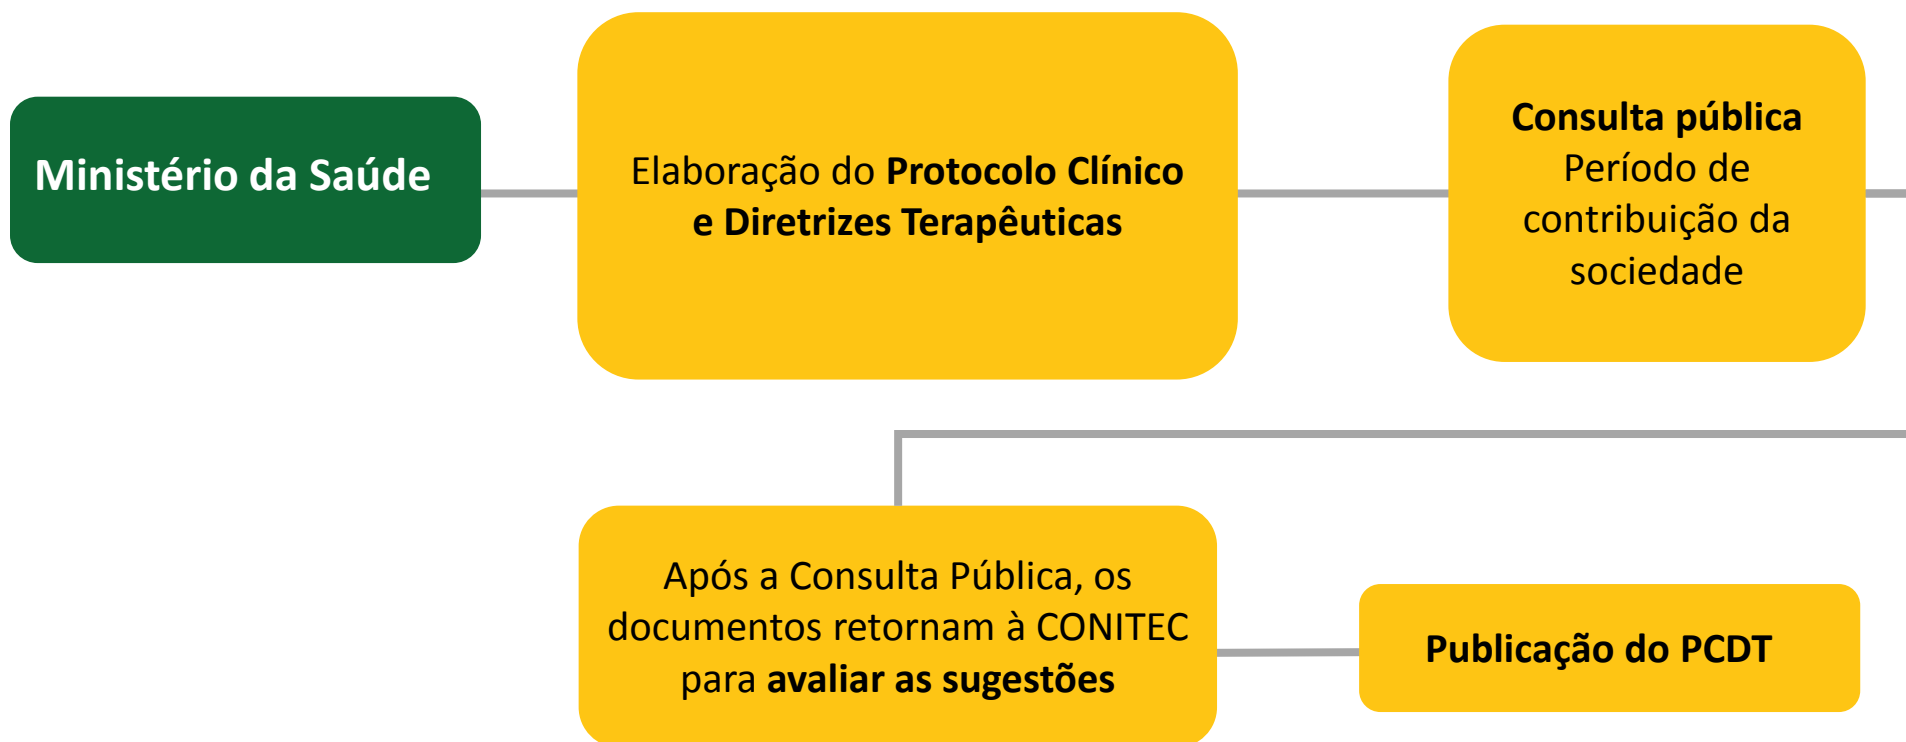 Ministério da Saúde
Elaboração do Protocolo Clínico
e Diretrizes Terapêuticas
Consulta pública
Período de
contribuição da
sociedade
Após a Consulta Pública, os
documentos retornam à CONITEC
para avaliar as sugestões
Publicação do PCDT